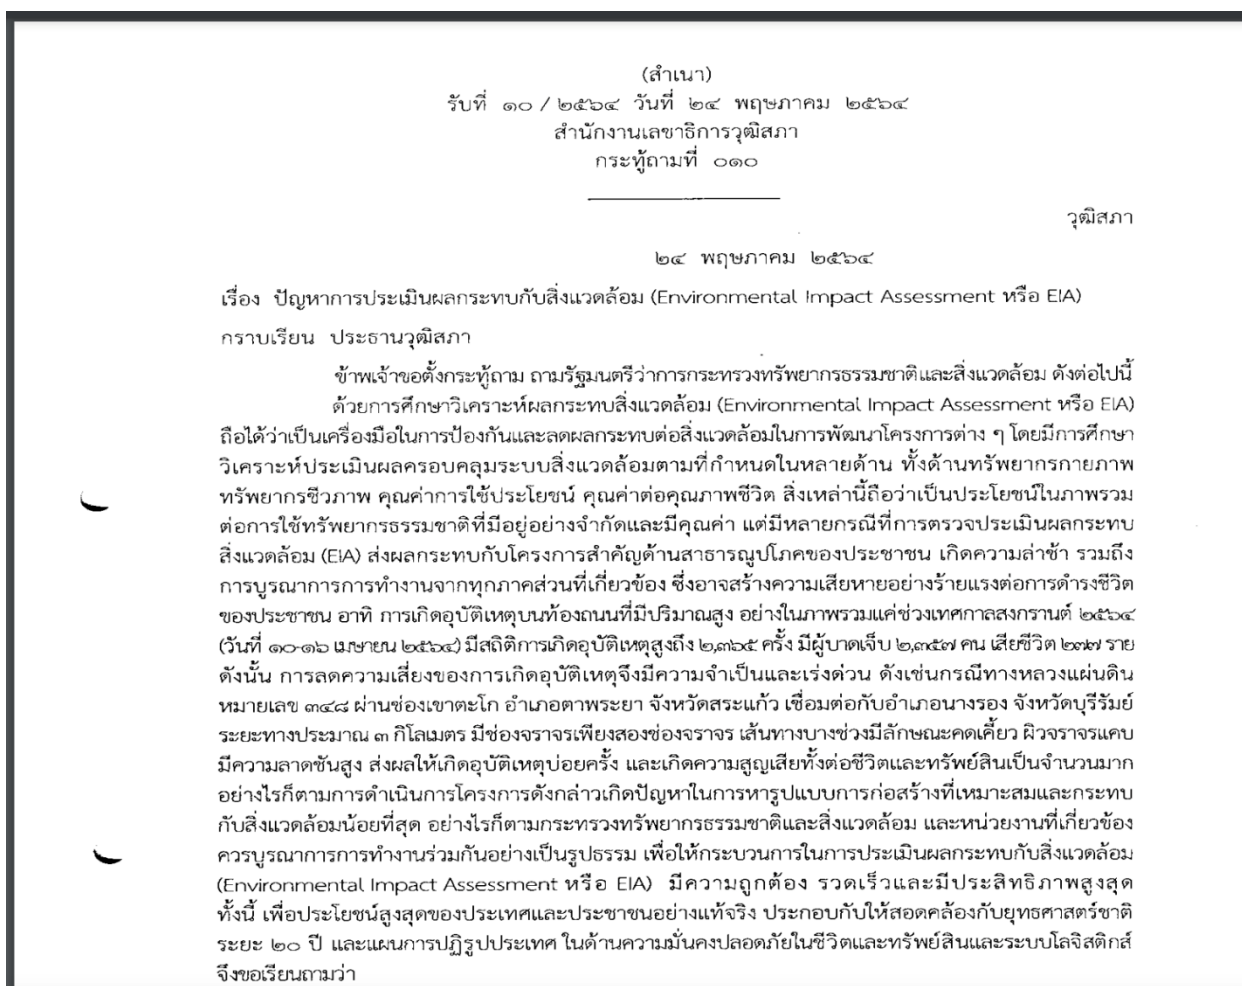 (สำเนา)
รับที่ ๑๐ / ๒๕๖๔ วันที่ ๒๔ พฤษภาคม ๒๕๖๔
สำนักงานเลขาธิการวุฒิสภา
กระทู้ถามที่ ๐๑๐
วุฒิสภา
๒๔ พฤษภาคม ๒๕๖๔
เรื่อง ปัญหาการประเมินผลกระทบกับสิ่งแวดล้อม (Environmental Impact Assessment หรือ EIA)
กราบเรียน ประธานวุฒิสภา
ข้าพเจ้าขอตั้งกระทู้ถาม ถามรัฐมนตรีว่าการกระทรวงทรัพยากรธรรมชาติและสิ่งแวดล้อม ดังต่อไปนี้
ด้วยการศึกษาวิเคราะห์ผลกระทบสิ่งแวดล้อม (Environmental Impact Assessment หรือ EIA)
ถือได้ว่าเป็นเครื่องมือในการป้องกันและลดผลกระทบต่อสิ่งแวดล้อมในการพัฒนาโครงการต่าง ๆ โดยมีการศึกษา
วิเคราะห์ประเมินผลครอบคลุมระบบสิ่งแวดล้อมตามที่กำหนดในหลายด้าน ทั้งด้านทรัพยากรกายภาพ
ทรัพยากรชีวภาพ คุณค่าการใช้ประโยชน์ คุณค่าต่อคุณภาพชีวิต สิ่งเหล่านี้ถือว่าเป็นประโยชน์ในภาพรวม
ต่อการใช้ทรัพยากรธรรมชาติที่มีอยู่อย่างจำกัดและมีคุณค่า แต่มีหลายกรณีที่การตรวจประเมินผลกระทบ
สิ่งแวดล้อม (EIA) ส่งผลกระทบกับโครงการสำคัญด้านสาธารณูปโภคของประชาชน เกิดความล่าช้า รวมถึง
การบูรณาการการทำงานจากทุกภาคส่วนที่เกี่ยวข้อง ซึ่งอาจสร้างความเสียหายอย่างร้ายแรงต่อการดำรงชีวิต
ของประชาชน อาทิ การเกิดอุบัติเหตุบนท้องถนนที่มีปริมาณสูง อย่างในภาพรวมแค่ช่วงเทศกาลสงกรานต์ ๒๕๖๔
(วันที่ ๑๐-๑๖ เมษายน ๒๕๖๔) มีสถิติการเกิดอุบัติเหตุสูงถึง ๒,๓๖๕ ครั้ง มีผู้บาดเจ็บ ๒,๓๕๗ คน เสียชีวิต ๒๗๗ ราย
ดังนั้น การลดความเสี่ยงของการเกิดอุบัติเหตุจึงมีความจำเป็นและเร่งด่วน ดังเช่นกรณีทางหลวงแผ่นดิน
หมายเลข ๓๔๘ ผ่านช่องเขาตะโก อำเภอตาพระยา จังหวัดสระแก้ว เชื่อมต่อกับอำเภอนางรอง จังหวัดบุรีรัมย์
ระยะทางประมาณ ๓ กิโลเมตร มีช่องจราจรเพียงสองช่องจราจร เส้นทางบางช่วงมีลักษณะคดเคี้ยว ผิวจราจรแคบ
มีความลาดชันสูง ส่งผลให้เกิดอุบัติเหตุบ่อยครั้ง และเกิดความสูญเสียทั้งต่อชีวิตและทรัพย์สินเป็นจำนวนมาก
อย่างไรก็ตามการดำเนินการโครงการดังกล่าวเกิดปัญหาในการหารูปแบบการก่อสร้างที่เหมาะสมและกระทบ
กับสิ่งแวดล้อมน้อยที่สุด อย่างไรก็ตามกระทรวงทรัพยากรธรรมชาติและสิ่งแวดล้อม และหน่วยงานที่เกี่ยวข้อง
ควรบูรณาการการทำงานร่วมกันอย่างเป็นรูปธรรม เพื่อให้กระบวนการในการประเมินผลกระทบกับสิ่งแวดล้อม
(Environmental Impact Assessment หรือ EIA) มีความถูกต้อง รวดเร็วและมีประสิทธิภาพสูงสุด
ทั้งนี้ เพื่อประโยชน์สูงสุดของประเทศและประชาชนอย่างแท้จริง ประกอบกับให้สอดคล้องกับยุทธศาสตร์ชาติ
ระยะ ๒๐ ปี และแผนการปฏิรูปประเทศ ในด้านความมั่นคงปลอดภัยในชีวิตและทรัพย์สินและระบบโลจิสติกส์
จึงขอเรียนถามว่า